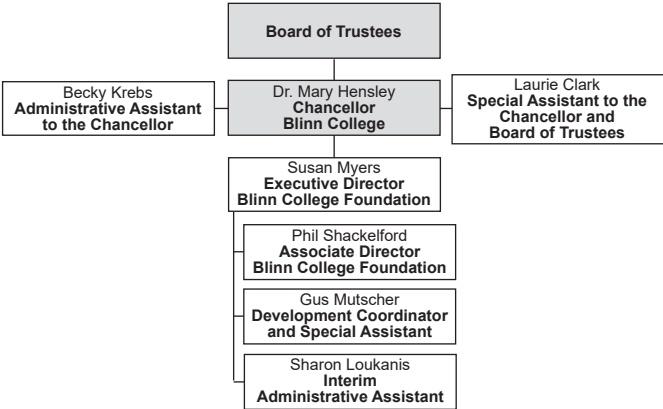 Board of Trustees
Becky Krebs
Administrative Assistant
to the Chancellor
Dr. Mary Hensley
Chancellor
Blinn College
Laurie Clark
Special Assistant to the
Chancellor and
Board of Trustees
Susan Myers
Executive Director
Blinn College Foundation
Phil Shackelford
Associate Director
Blinn College Foundation
Gus Mutscher
Development Coordinator
and Special Assistant
Sharon Loukanis
Interim
Administrative Assistant